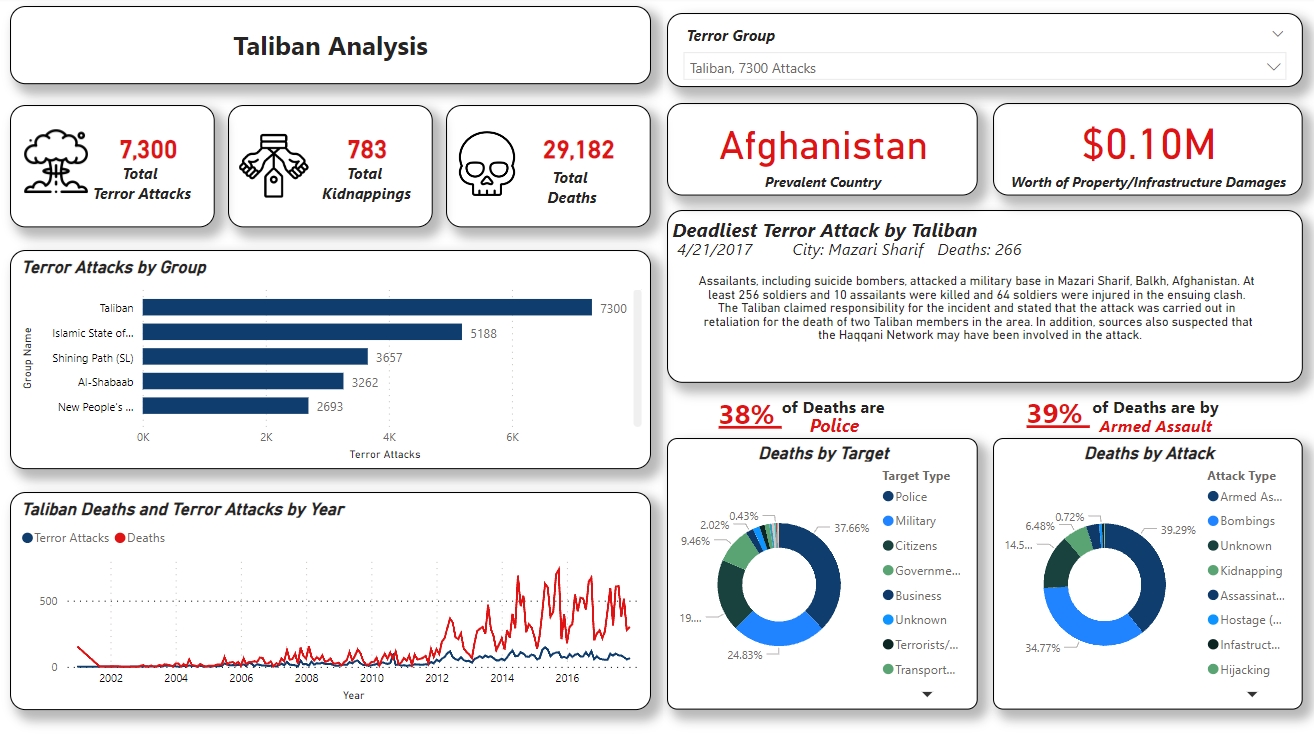 Taliban Analysis
Terror Group
Taliban, 7300 Attacks
7,300
Total
Terror Attacks
783
Total
Kidnappings
29,182
Total
Deaths
Afghanistan
Prevalent Country
$0.10M
Worth of Property/Infrastructure Damages
Deadliest Terror Attack by Taliban
4/21/2017 City: Mazari Sharif Deaths: 266
Assailants, including suicide bombers, attacked a military base in Mazari Sharif, Balkh, Afghanistan. At
least 256 soldiers and 10 assailants were killed and 64 soldiers were injured in the ensuing clash.
The Taliban claimed responsibility for the incident and stated that the attack was carried out in
retaliation for the death of two Taliban members in the area. In addition, sources also suspected that
the Haqqani Network may have been involved in the attack.
Terror Attacks by Group
Group Name
Taliban 7300
Islamic State of... 5188
Shining Path (SL) 3657
Al-Shabaab 3262
New People's ... 2693
0K 2K 4K 6K
Terror Attacks
Taliban Deaths and Terror Attacks by Year
Terror Attacks Deaths
500
0
2002 2004 2006 2008 2010 2012 2014 2016
Year
38% of Deaths are
Police
Deaths by Target
Target Type
Police
Military
Citizens
Governme...
Business
Unknown
Terrorists/...
Transport...
0.43%
2.02%
9.46%
19....
24.83%
37.66%
39% of Deaths are by
Armed Assault
Deaths by Attack
Attack Type
Armed As...
Bombings
Unknown
Kidnapping
Assassinat...
Hostage (...
Infastruct...
Hijacking
0.72%
6.48%
14.5...
34.77%
39.29%